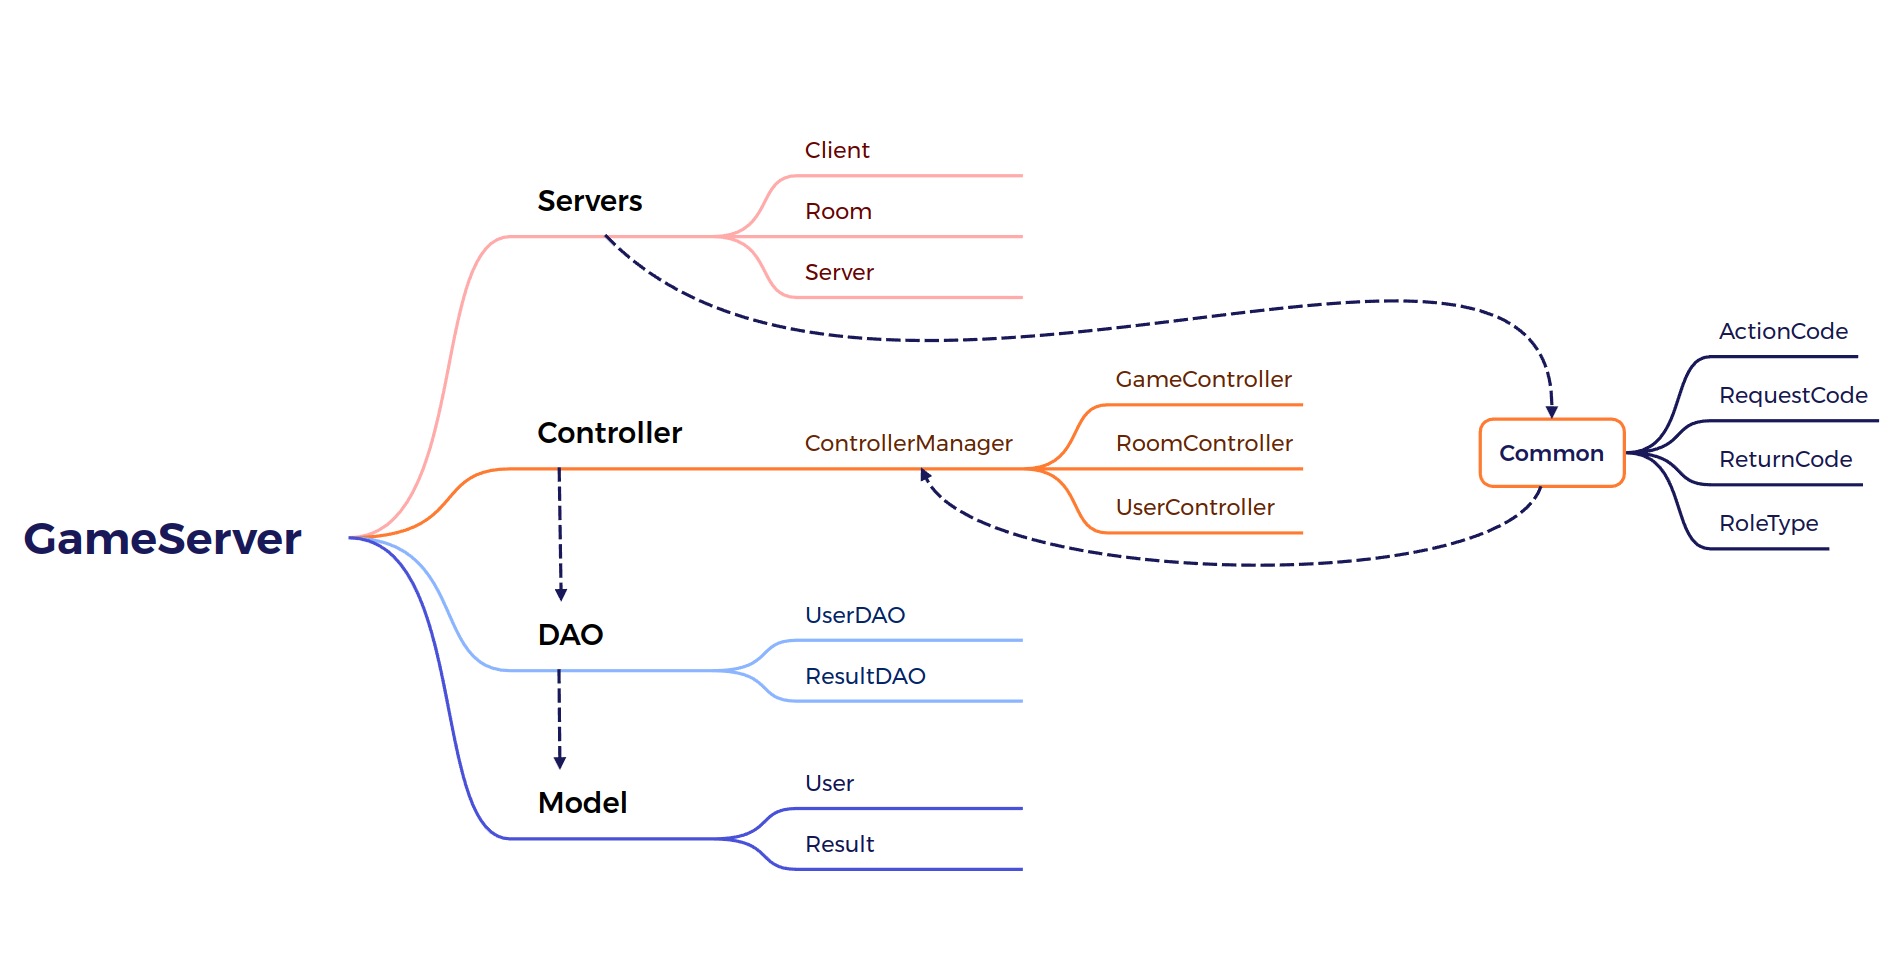 GameServer
Servers
Client
Room
Server
Controller
ControllerManager
GameController
RoomController
UserController
DAO
UserDAO
ResultDAO
Model
User
Result
Common
ActionCode
RequestCode
ReturnCode
RoleType